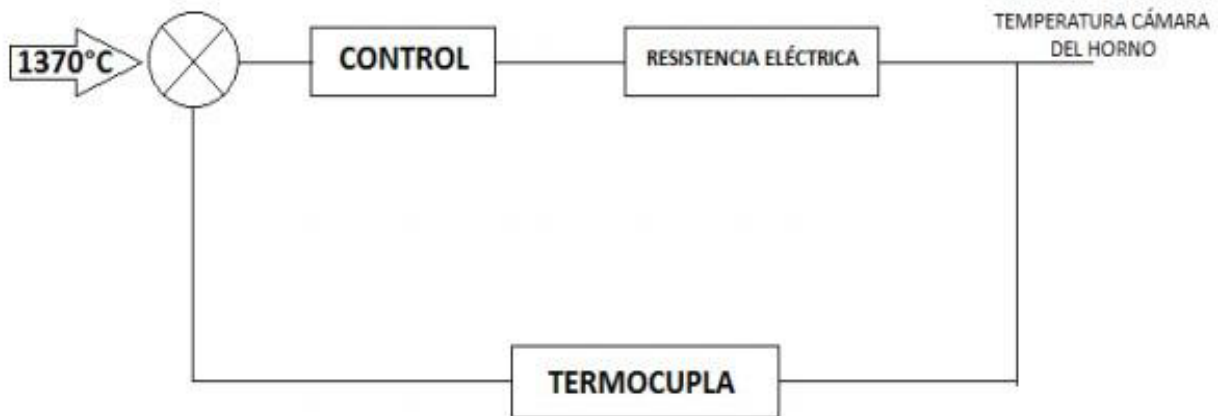 1370°C
CONTROL
RESISTENCIA ELÉCTRICA
TEMPERATURA CÁMARA
DEL HORNO
TERMOCUPLA